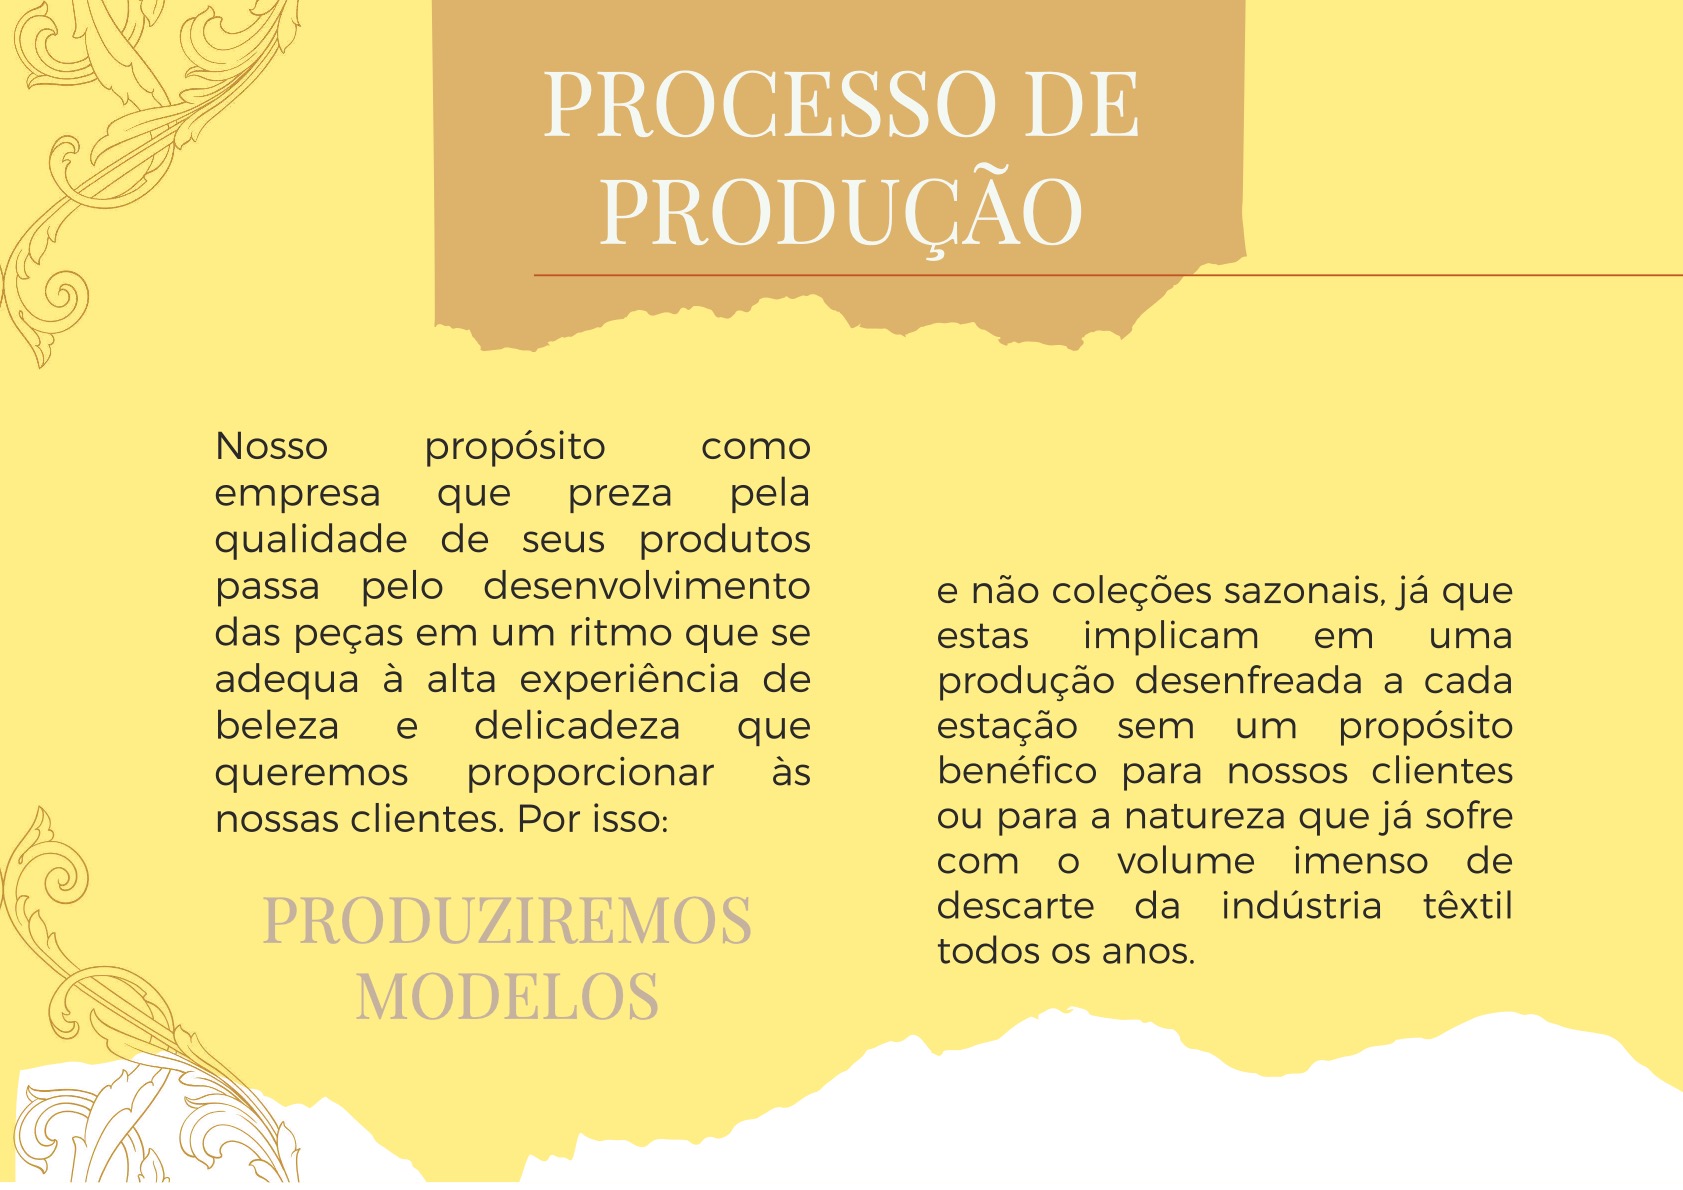 PROCESSO DE
PRODUÇÃO
Nosso propósito como
empresa que preza pela
qualidade de seus produtos
passa pelo desenvolvimento
das peças em um ritmo que se
adequa à alta experiência de
beleza e delicadeza que
queremos proporcionar às
nossas clientes. Por isso:
PRODUZIREMOS
MODELOS
e não coleções sazonais, já que
estas implicam em uma
produção desenfreada a cada
estação sem um propósito
benéfico para nossos clientes
ou para a natureza que já sofre
com o volume imenso de
descarte da indústria têxtil
todos os anos.